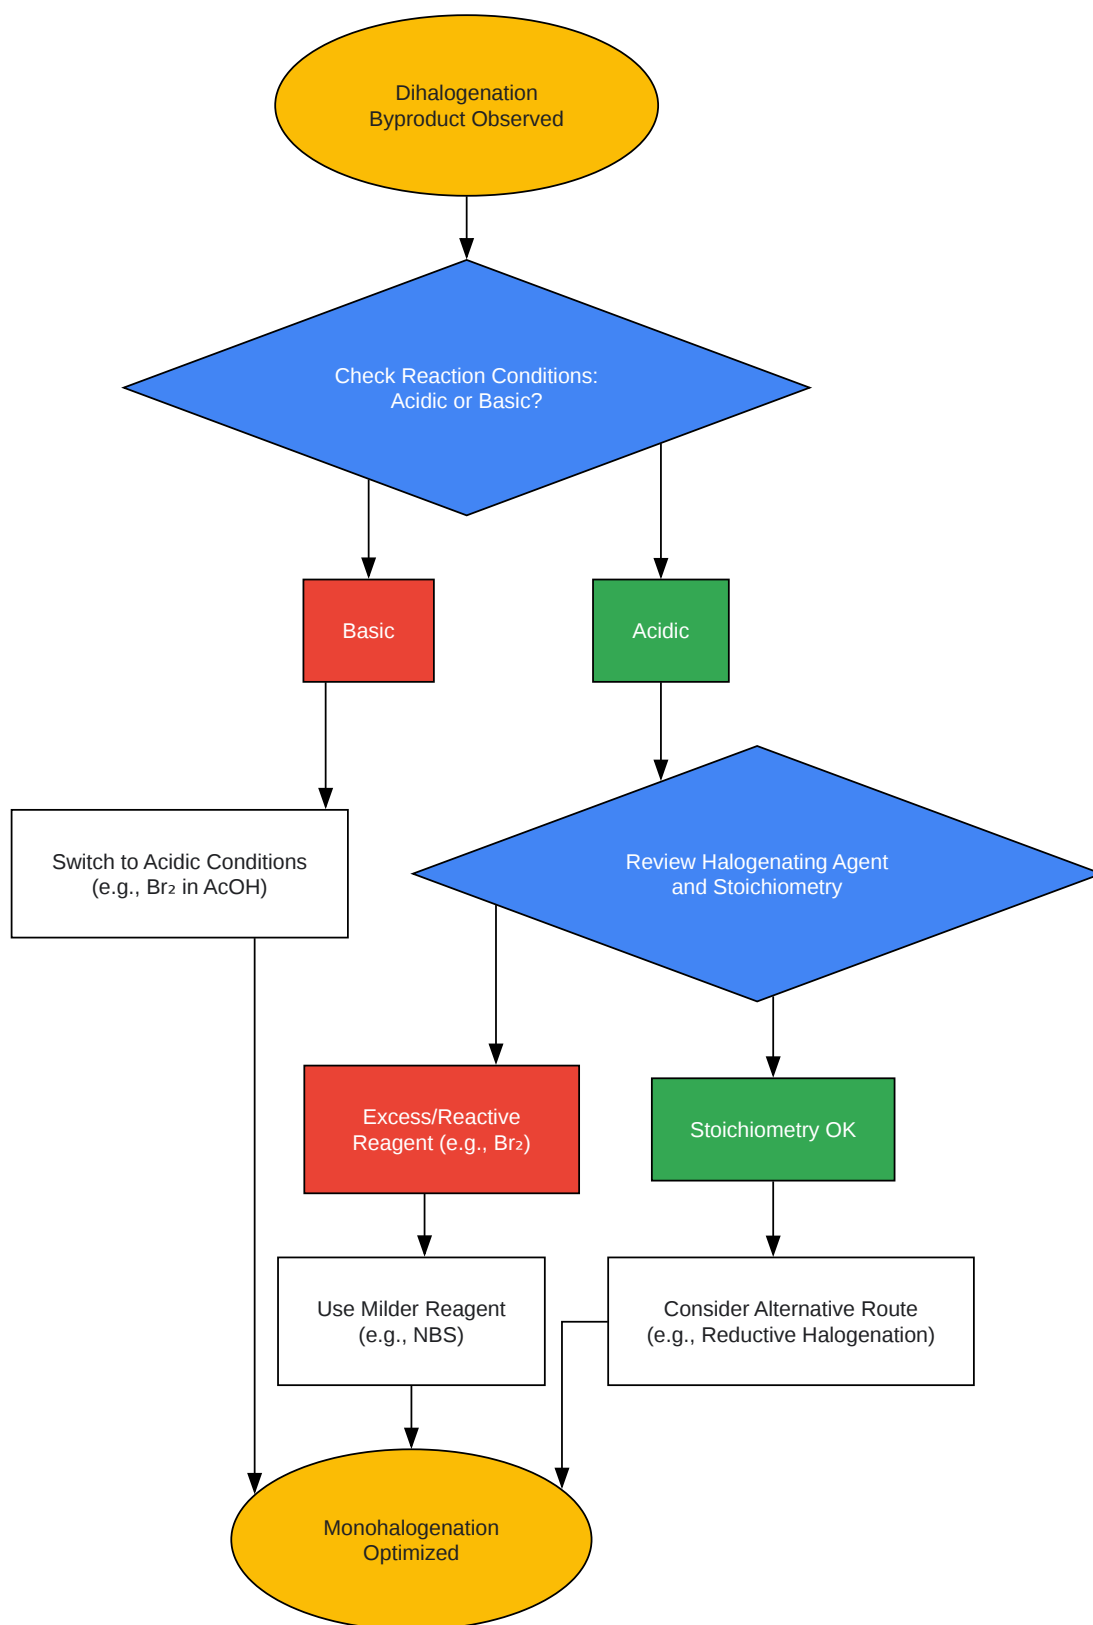 Dihalogenation
Byproduct Observed
Check Reaction Conditions:
Acidic or Basic?
Basic
Acidic
Switch to Acidic Conditions
(e.g., Br₂ in AcOH)
Review Halogenating Agent
and Stoichiometry
Excess/Reactive
Reagent (e.g., Br₂)
Stoichiometry OK
Use Milder Reagent
(e.g., NBS)
Consider Alternative Route
(e.g., Reductive Halogenation)
Monohalogenation
Optimized